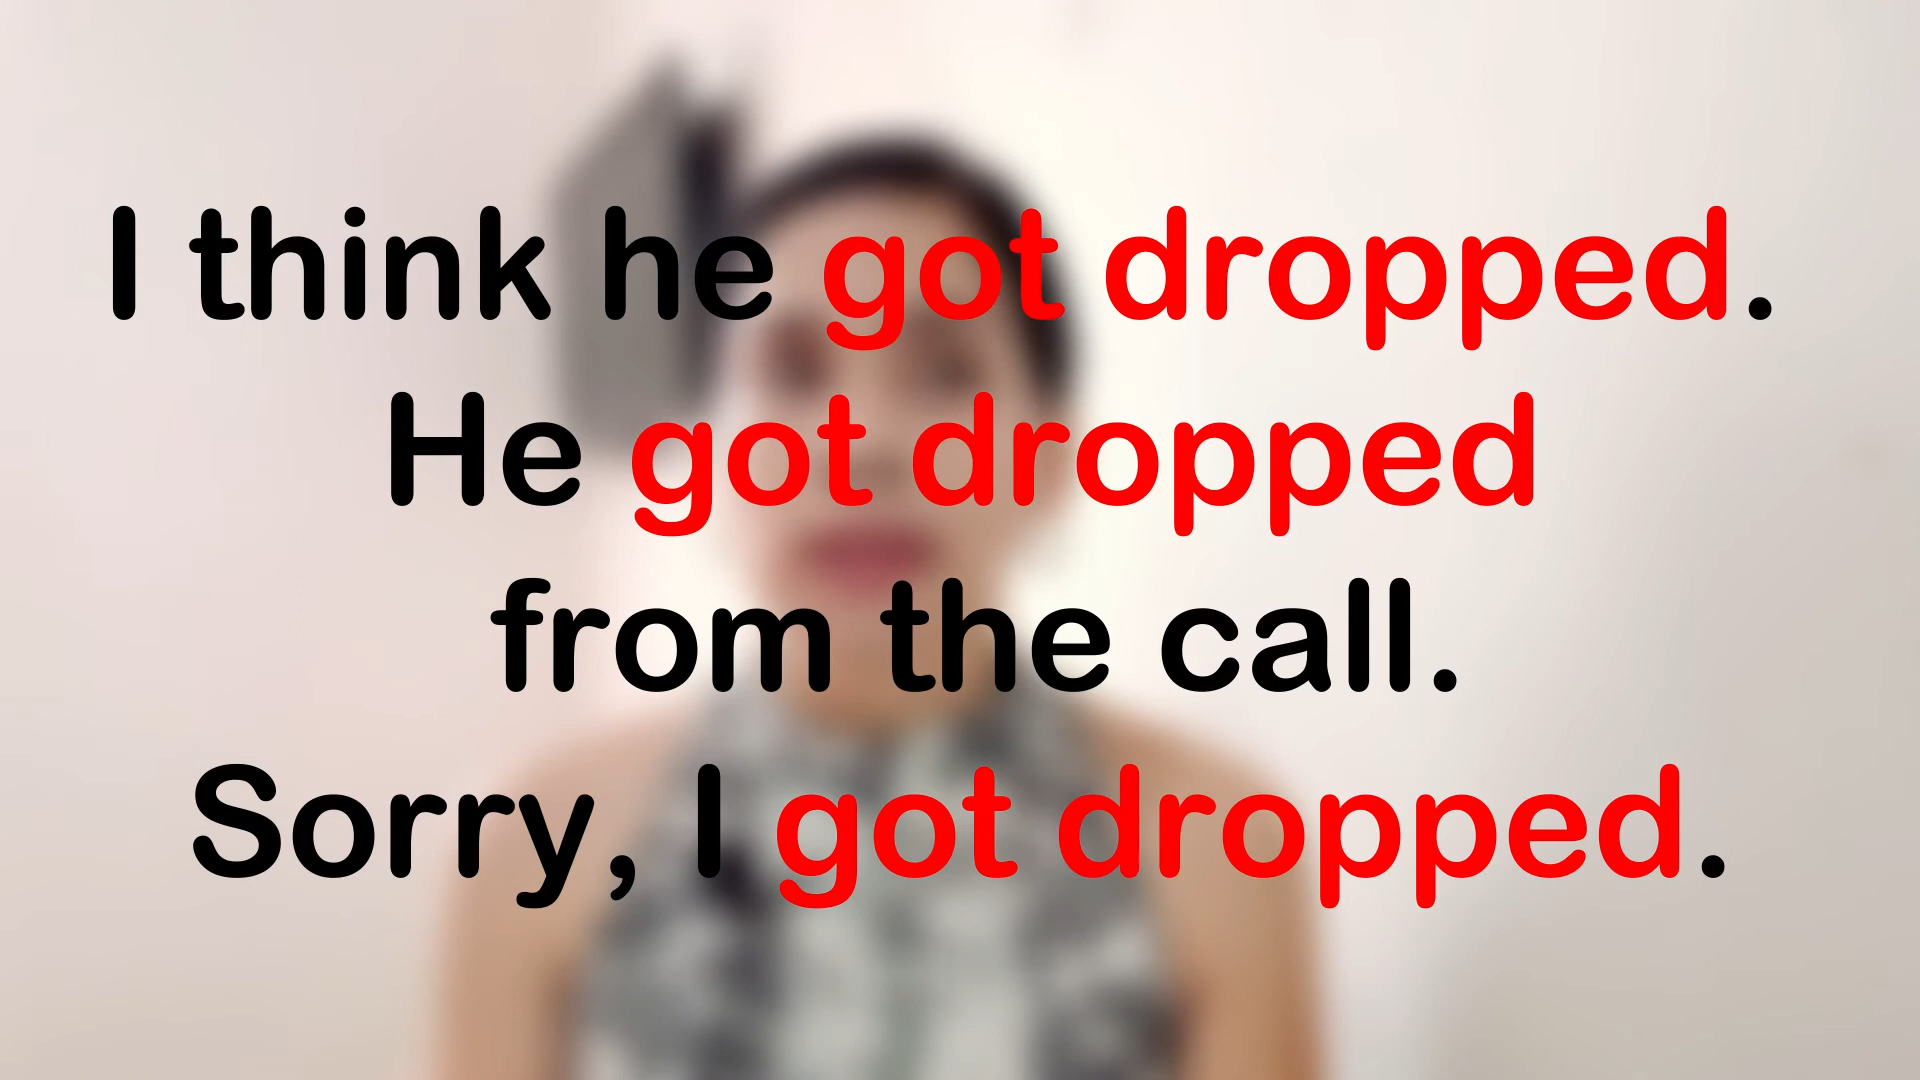 I think he got dropped.
He got dropped
from the call.
Sorry, I got dropped.